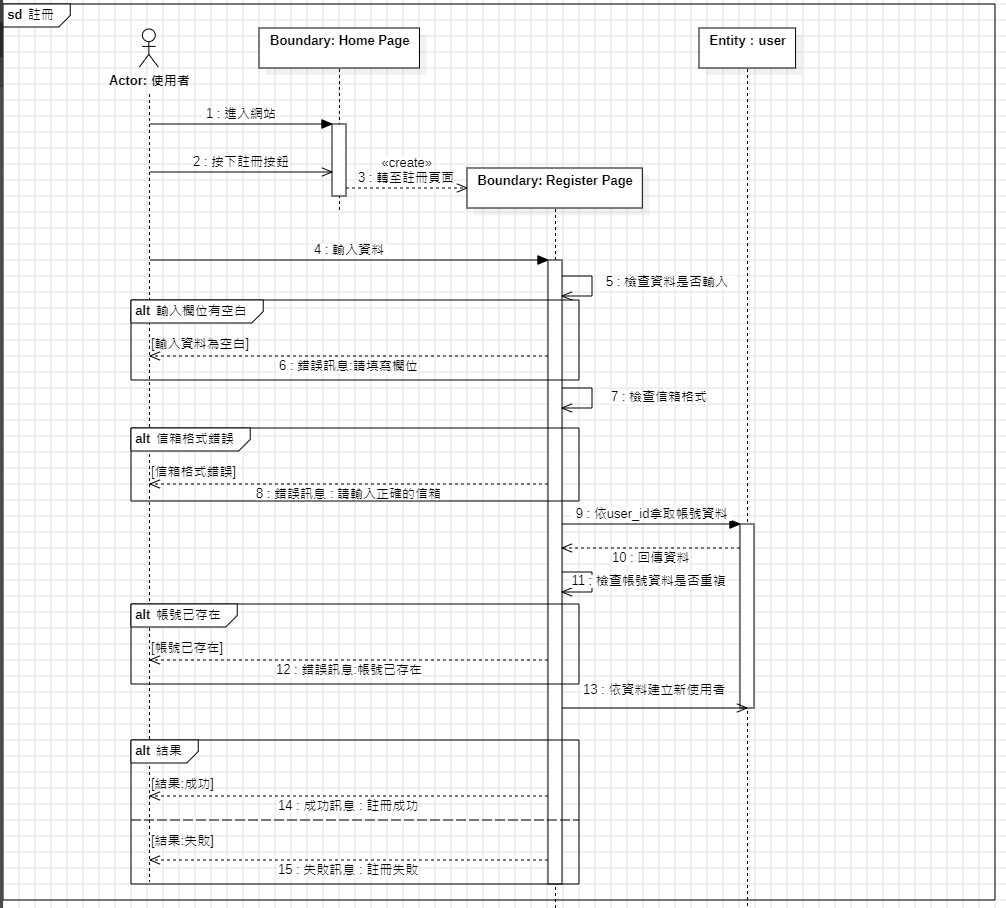 sd 註冊
Boundary: Home Page
Entity : user
Actor: 使用者
1 : 進入網站
2 : 按下註冊按鈕
«create»
3 : 轉至註冊頁面
Boundary: Register Page
4 : 輸入資料
5 : 檢查資料是否輸入
alt 輸入欄位有空白
[輸入資料為空白]
6 : 錯誤訊息:請填寫欄位
7 : 檢查信箱格式
alt 信箱格式錯誤
[信箱格式錯誤]
8 : 錯誤訊息 : 請輸入正確的信箱
9 : 依user_id拿取帳號資料
10 : 回傳資料
11 : 檢查帳號資料是否重複
alt 帳號已存在
[帳號已存在]
12 : 錯誤訊息:帳號已存在
13 : 依資料建立新使用者
alt 結果
[結果:成功]
14 : 成功訊息 : 註冊成功
[結果:失敗]
15 : 失敗訊息 : 註冊失敗